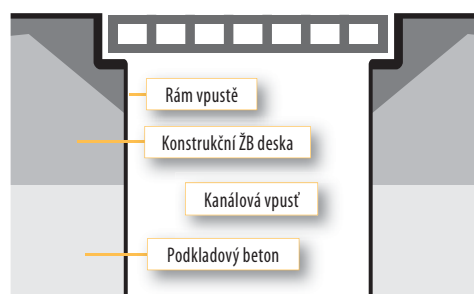 Rám vpustě
Konstrukční ŽB deska
Kanálová vpusť
Podkladový beton